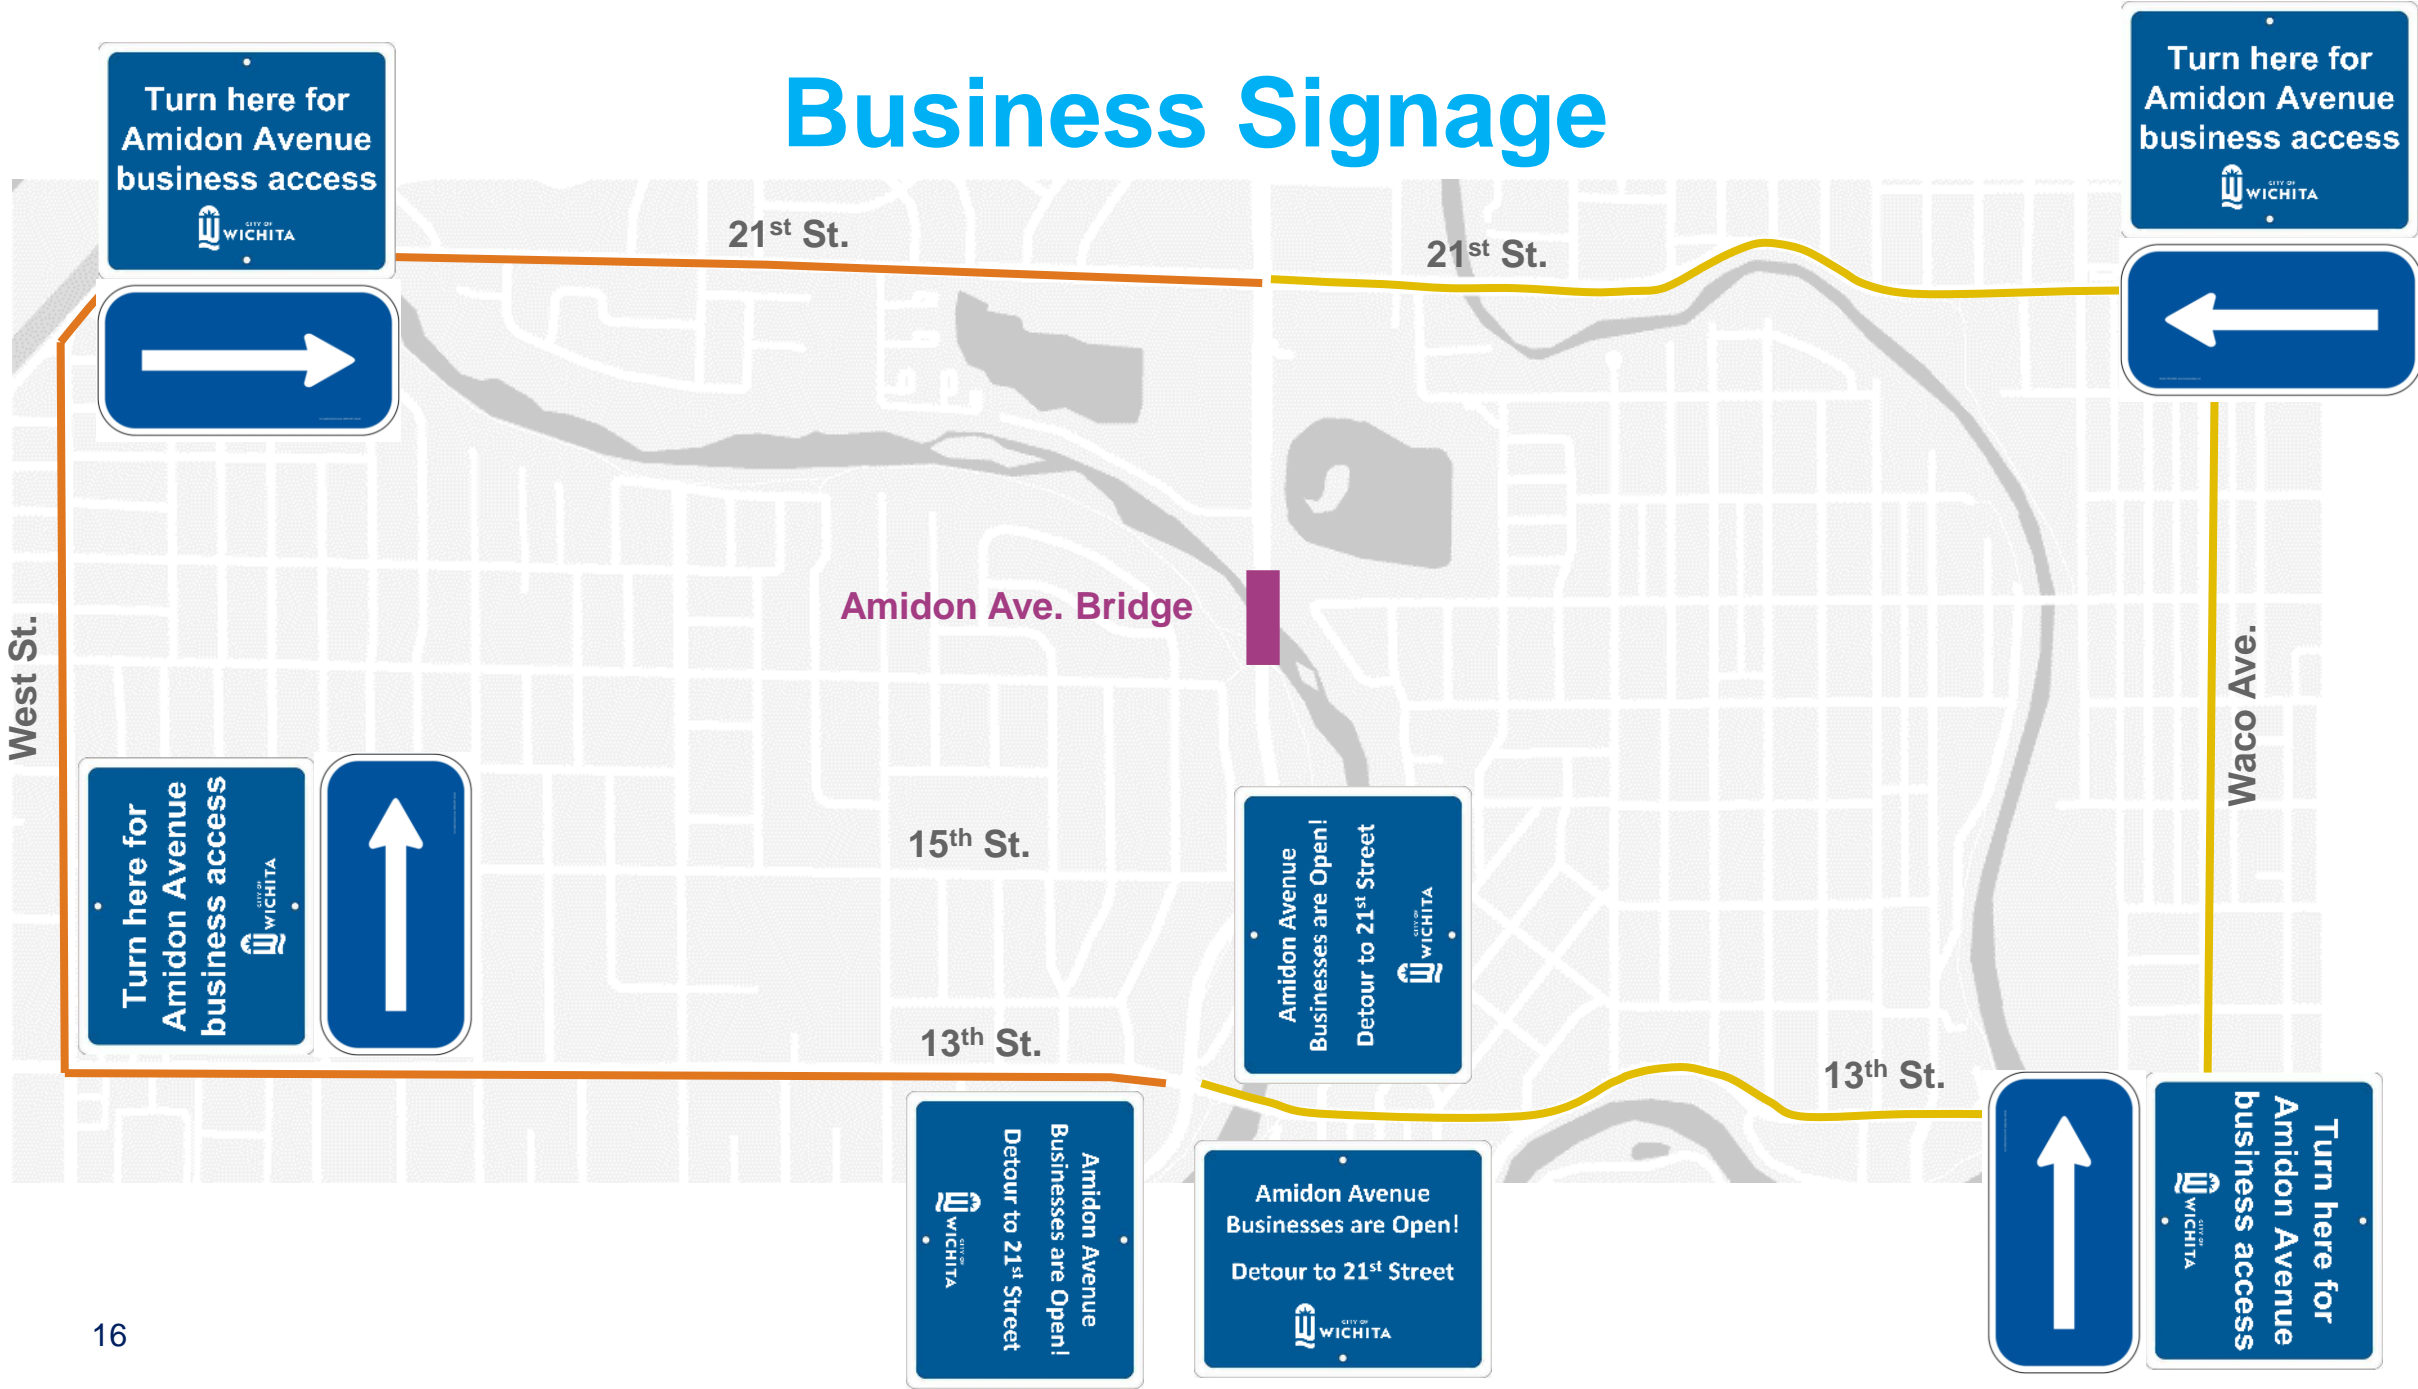 Business Signage
Turn here for
Amidon Avenue
business access
CITY OF
WICHITA
Turn here for
Amidon Avenue
business access
CITY OF
WICHITA
21st St.
21st St.
Amidon Ave. Bridge
West St.
Waco Ave.
Turn here for
Amidon Avenue
business access
CITY OF
WICHITA
15th St.
Amidon Avenue
Businesses are Open!
Detour to 21st Street
CITY OF
WICHITA
13th St.
13th St.
Amidon Avenue
Businesses are Open!
Detour to 21st Street
CITY OF
WICHITA
Amidon Avenue
Businesses are Open!
Detour to 21st Street
CITY OF
WICHITA
Turn here for
Amidon Avenue
business access
CITY OF
WICHITA
16